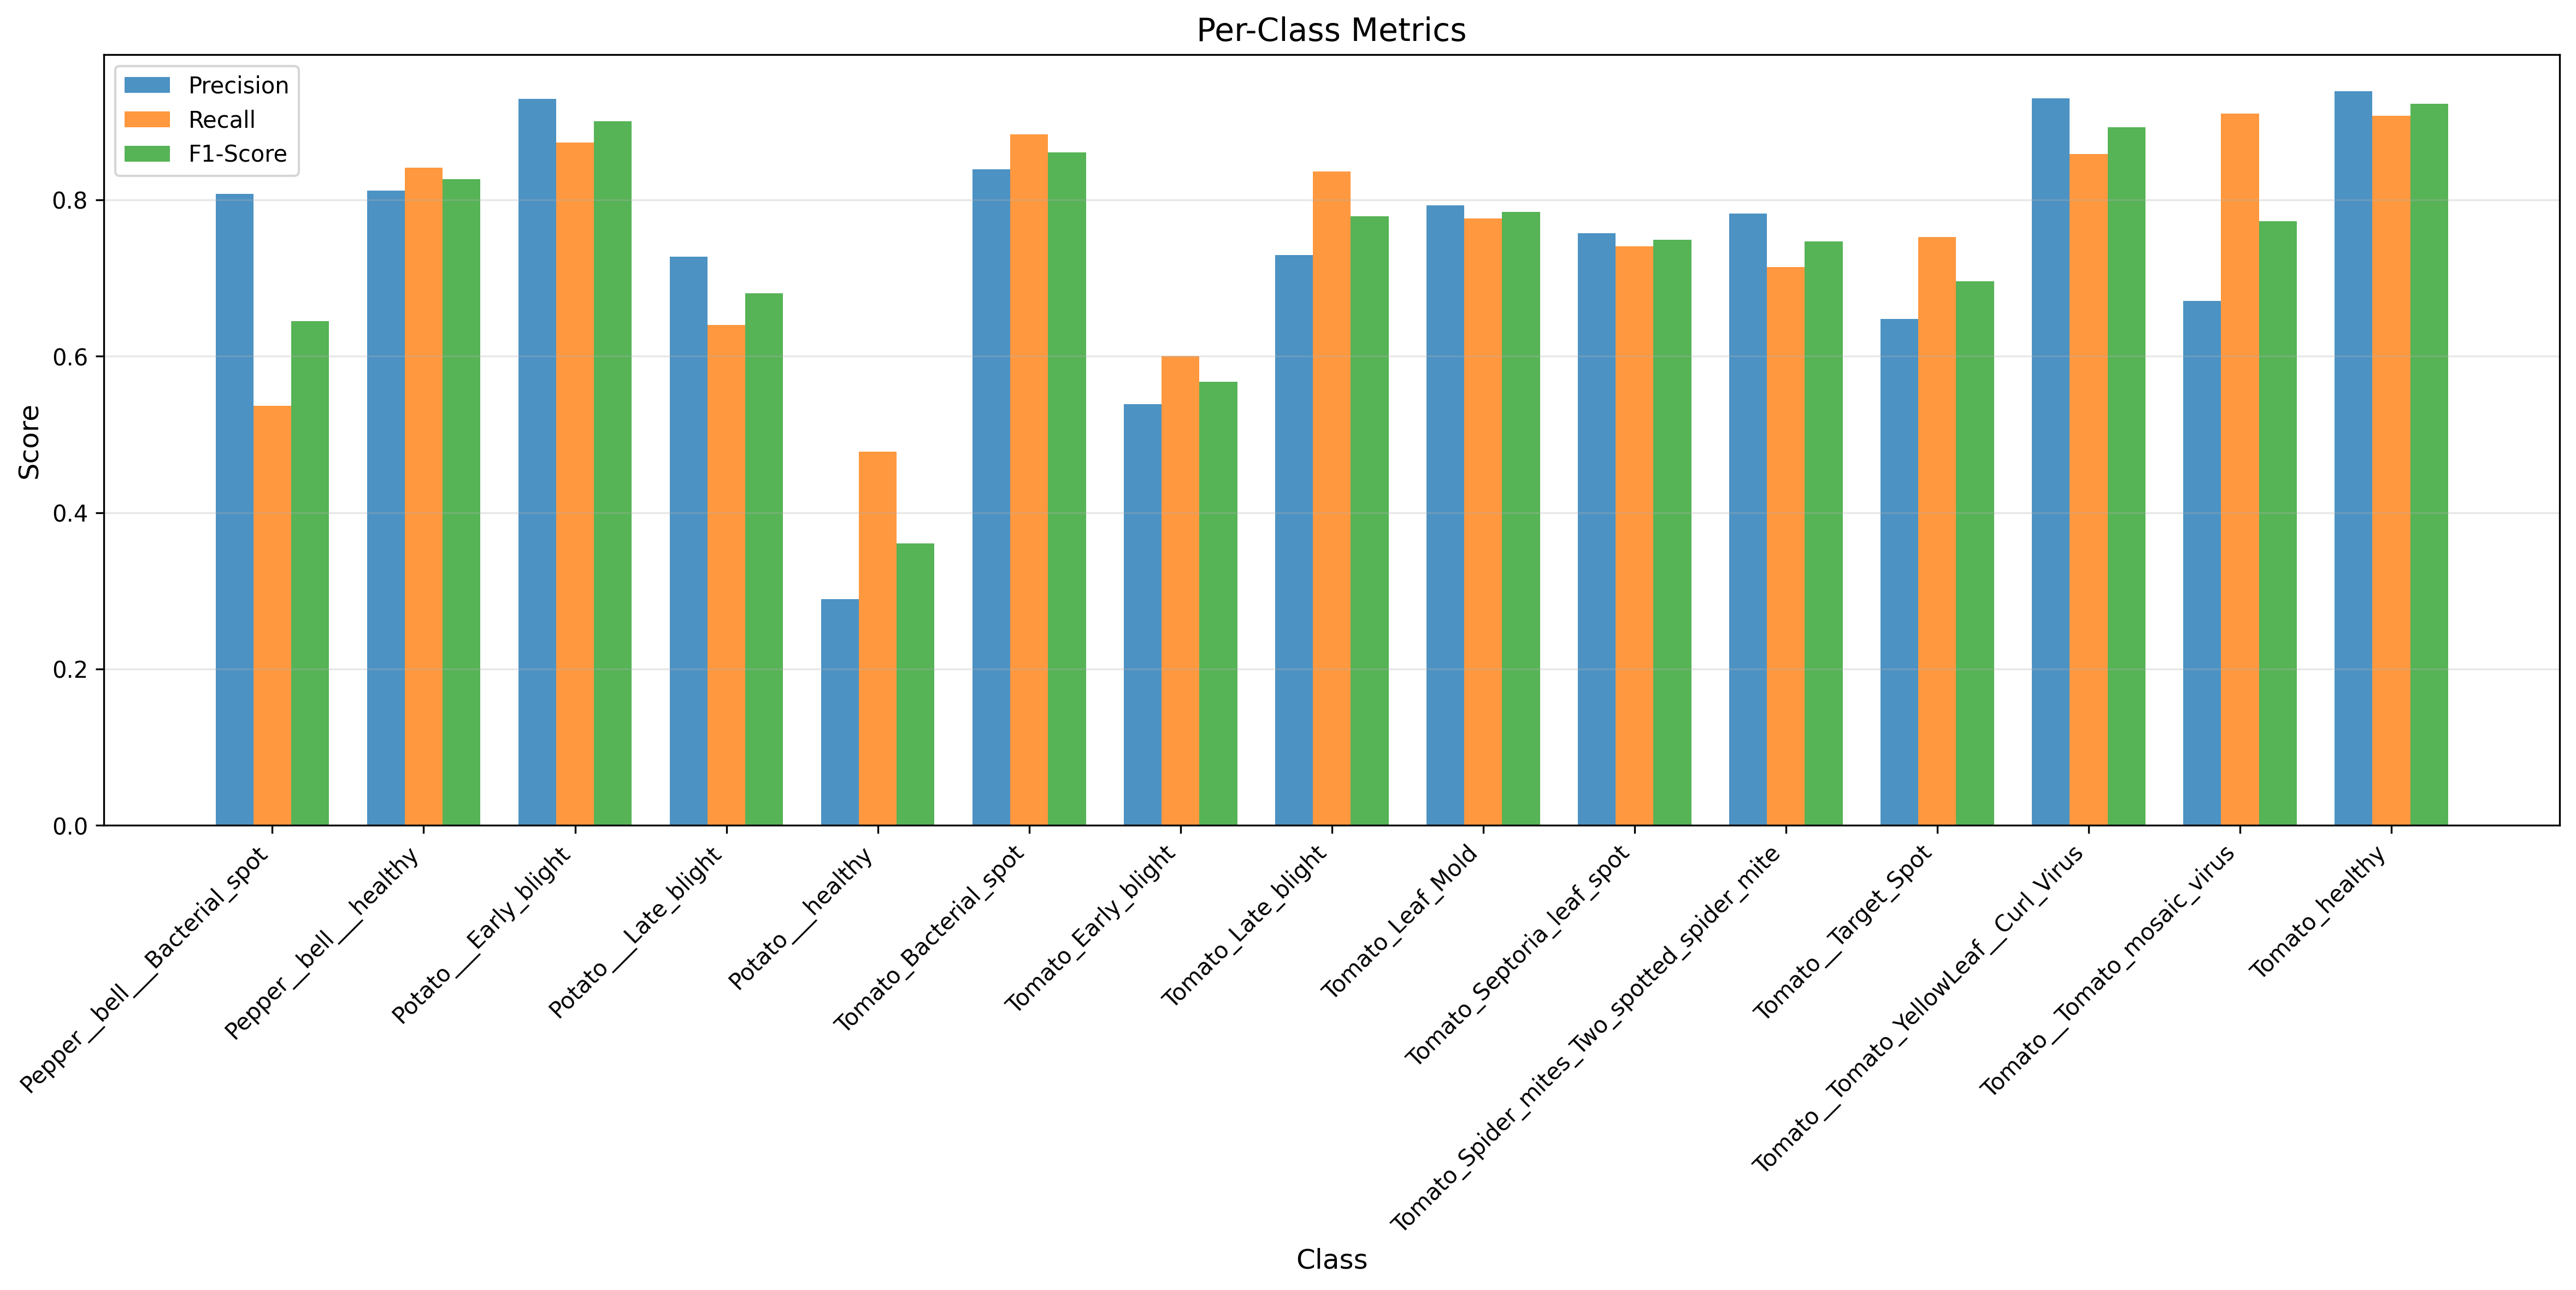 Per-Class Metrics
Precision
Recall
F1-Score
Score
0.8
0.6
0.4
0.2
0.0
Pepper__bell___Bacterial_spot
Pepper__bell___healthy
Potato___Early_blight
Potato___Late_blight
Potato___healthy
Tomato_Bacterial_spot
Tomato_Early_blight
Tomato_Late_blight
Tomato_Leaf_Mold
Tomato_Septoria_leaf_spot
Tomato_Spider_mites_Two_spotted_spider_mite
Tomato__Target_Spot
Tomato__Tomato_YellowLeaf__Curl_Virus
Tomato__Tomato_mosaic_virus
Tomato_healthy
Class